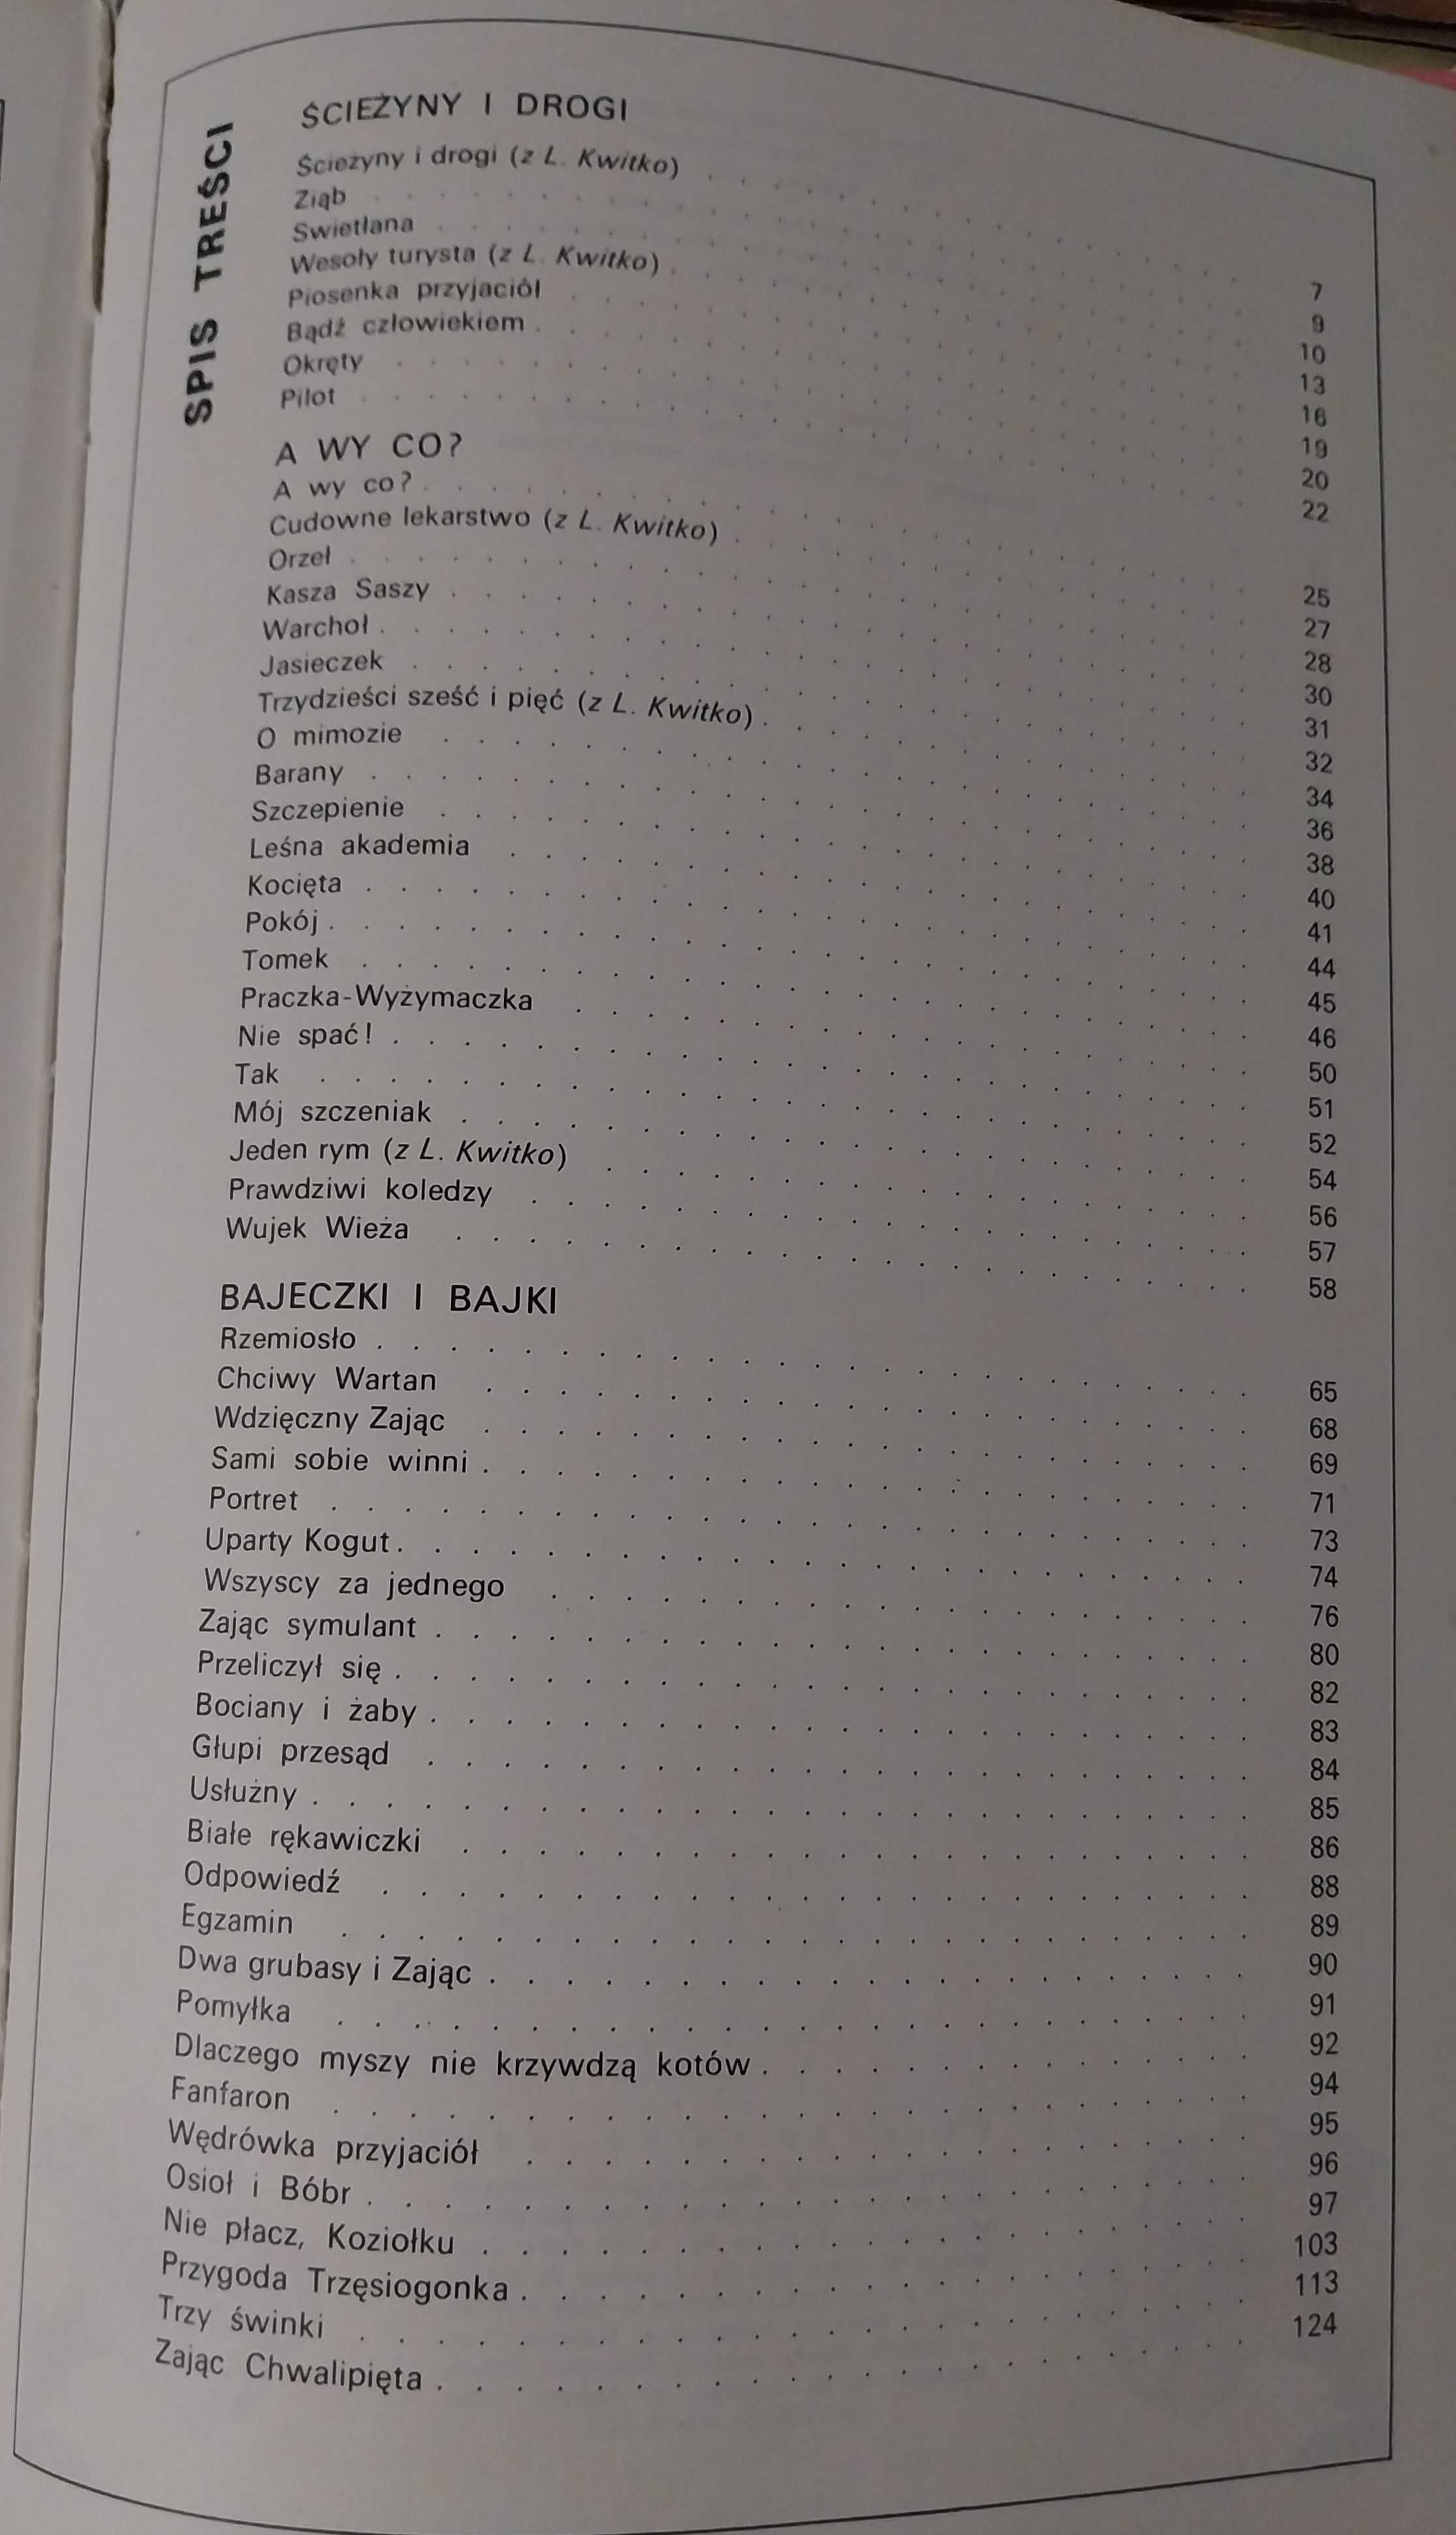 SPIS TREŚCI
ŚCIEŻYNY I DROGI
Ścieżyny i drogi (z L. Kwitko) 7
Ziąb 9
Swietłana 10
Wesoły turysta (z L. Kwitko) 13
Piosenka przyjaciół 16
Bądź człowiekiem 19
Okręty 20
Pilot 22
A WY CO?
A wy co? 25
Cudowne lekarstwo (z L. Kwitko) 27
Orzeł 28
Kasza Saszy 30
Warchoł 31
Jasieczek 32
Trzydzieści sześć i pięć (z L. Kwitko) 34
O mimozie 36
Barany 38
Szczepienie 40
Leśna akademia 41
Kocięta 44
Pokój 45
Tomek 46
Praczka-Wyżymaczka 50
Nie spać! 51
Tak 52
Mój szczeniak 54
Jeden rym (z L. Kwitko) 56
Prawdziwi koledzy 57
Wujek Wieża 58
BAJECZKI I BAJKI
Rzemiosło 65
Chciwy Wartan 68
Wdzięczny Zając 69
Sami sobie winni 71
Portret 73
Uparty Kogut 74
Wszyscy za jednego 76
Zając symulant 80
Przeliczył się 82
Bociany i żaby 83
Głupi przesąd 84
Usłużny 85
Białe rękawiczki 86
Odpowiedź 88
Egzamin 89
Dwa grubasy i Zając 90
Pomyłka 91
Dlaczego myszy nie krzywdzą kotów 92
Fanfaron 94
Wędrówka przyjaciół 95
Osioł i Bóbr 96
Nie płacz, Koziołku 97
Przygoda Trzęsiogonka 103
Trzy świnki 113
Zając Chwalipięta 124